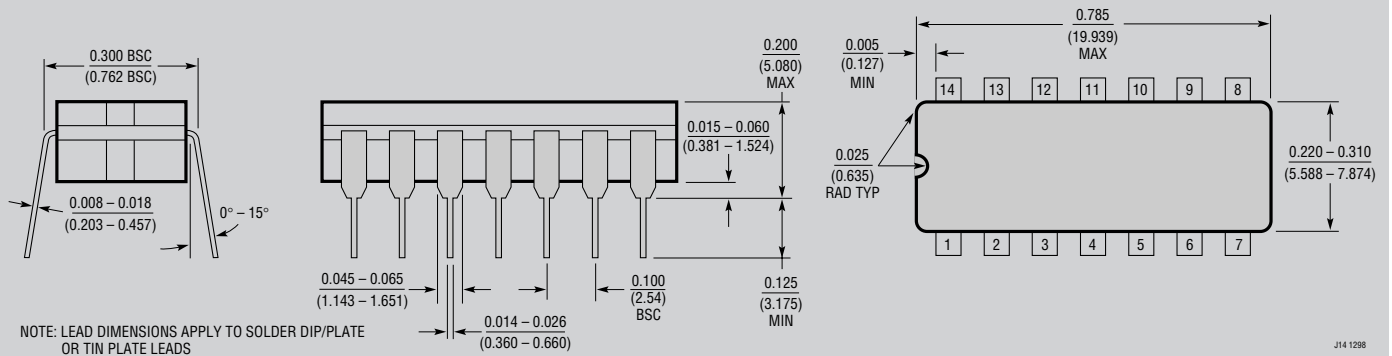 0.300 BSC
(0.762 BSC)
0.008 – 0.018
(0.203 – 0.457)
0° – 15°
0.200
(5.080)
MAX
0.015 – 0.060
(0.381 – 1.524)
0.045 – 0.065
(1.143 – 1.651)
0.100
(2.54)
BSC
0.125
(3.175)
MIN
0.014 – 0.026
(0.360 – 0.660)
NOTE: LEAD DIMENSIONS APPLY TO SOLDER DIP/PLATE
OR TIN PLATE LEADS
0.785
(19.939)
MAX
0.005
(0.127)
MIN
14 13 12 11 10 9 8
0.025
(0.635)
RAD TYP
0.220 – 0.310
(5.588 – 7.874)
1 2 3 4 5 6 7
J14 1298